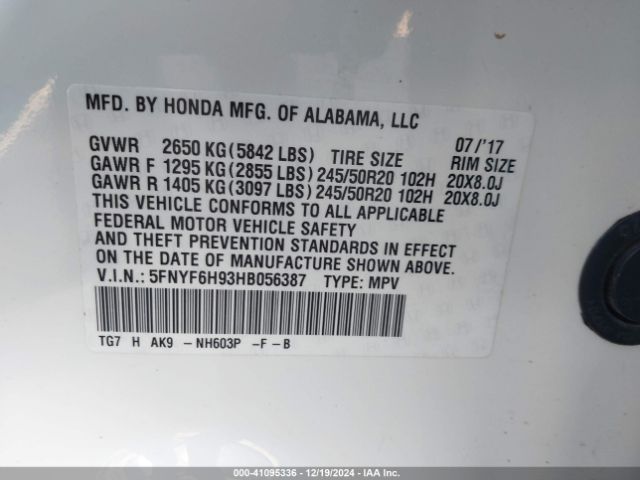 MFD. BY HONDA MFG. OF ALABAMA, LLC
07/'17
GVWR 2650 KG(5842 LBS) TIRE SIZE RIM SIZE
GAWR F 1295 KG(2855 LBS)245/50R20 102H 20X8.0J
GAWR R 1405 KG(3097 LBS)245/50R20 102H 20X8.0J
THIS VEHICLE CONFORMS TO ALL APPLICABLE
FEDERAL MOTOR VEHICLE SAFETY
AND THEFT PREVENTION STANDARDS IN EFFECT
ON THE DATE OF MANUFACTURE SHOWN ABOVE.
V.I.N.: 5FNYF6H93HB056387 TYPE: MPV
TG7 H AK9 -NH603P -F-B
000-41095336 - 12/19/2024 - IAA Inc.